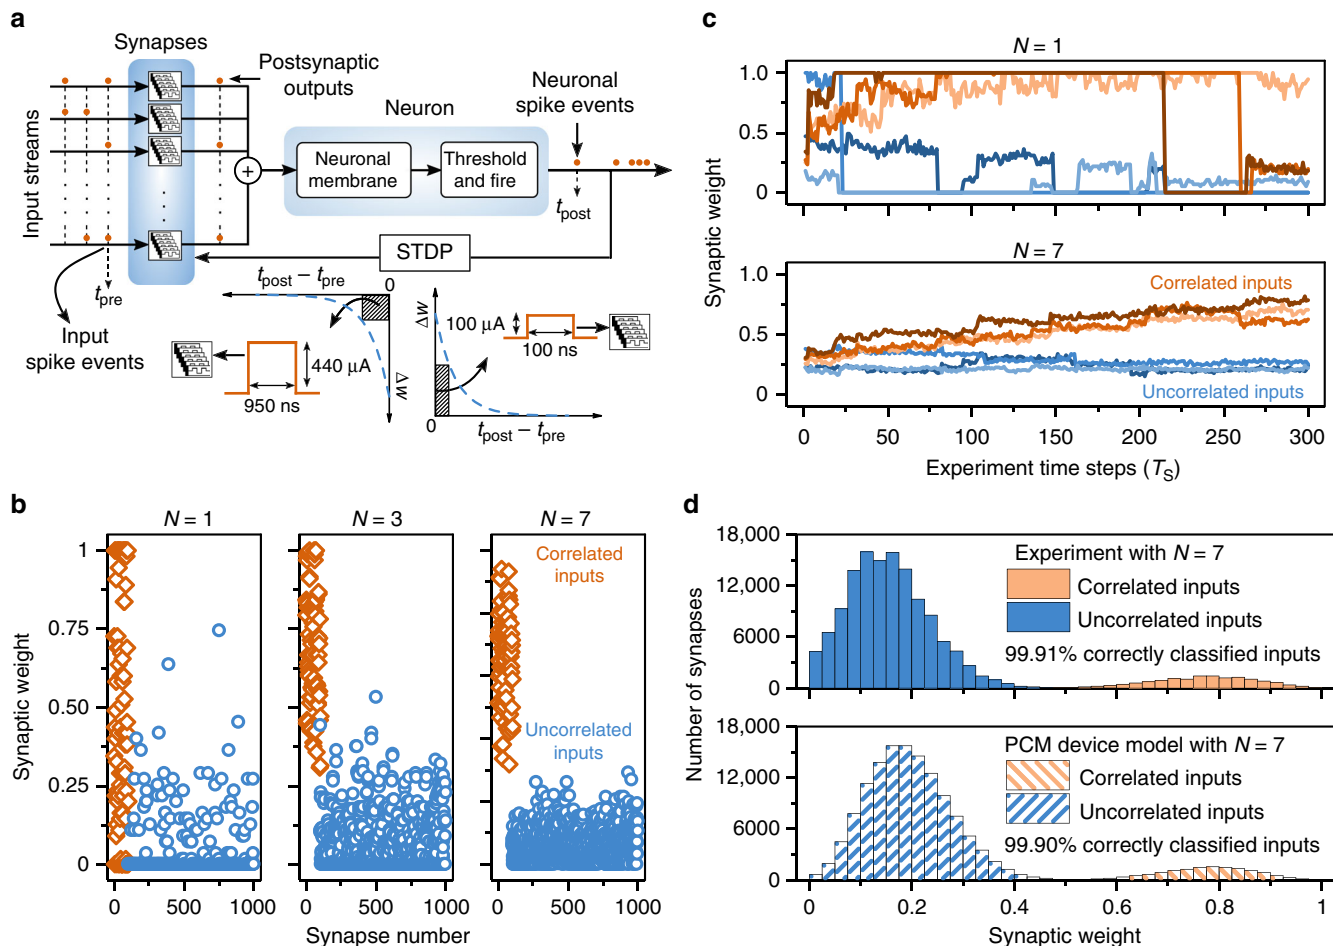 a
Synapses
Postsynaptic
outputs
Neuronal
spike events
Neuron
Input streams
+
Neuronal
membrane
Threshold
and fire
t_post
STDP
t_pre
Input
spike events
t_post − t_pre
0
Δw
440 µA
950 ns
Δw
100 µA
100 ns
0
t_post − t_pre
b
N = 1
N = 3
N = 7
Synaptic weight
1
0.75
0.50
0.25
0
Correlated
inputs
Uncorrelated
inputs
0 1000
0 500 1000
0 1000
Synapse number
c
N = 1
1.0
0.5
0
Synaptic weight
N = 7
1.0
0.5
0
Correlated inputs
Uncorrelated inputs
0 50 100 150 200 250 300
Experiment time steps (T_S)
d
18,000
12,000
6000
0
Number of synapses
Experiment with N = 7
Correlated inputs
Uncorrelated inputs
99.91% correctly classified inputs
18,000
12,000
6000
0
PCM device model with N = 7
Correlated inputs
Uncorrelated inputs
99.90% correctly classified inputs
0 0.2 0.4 0.6 0.8 1
Synaptic weight